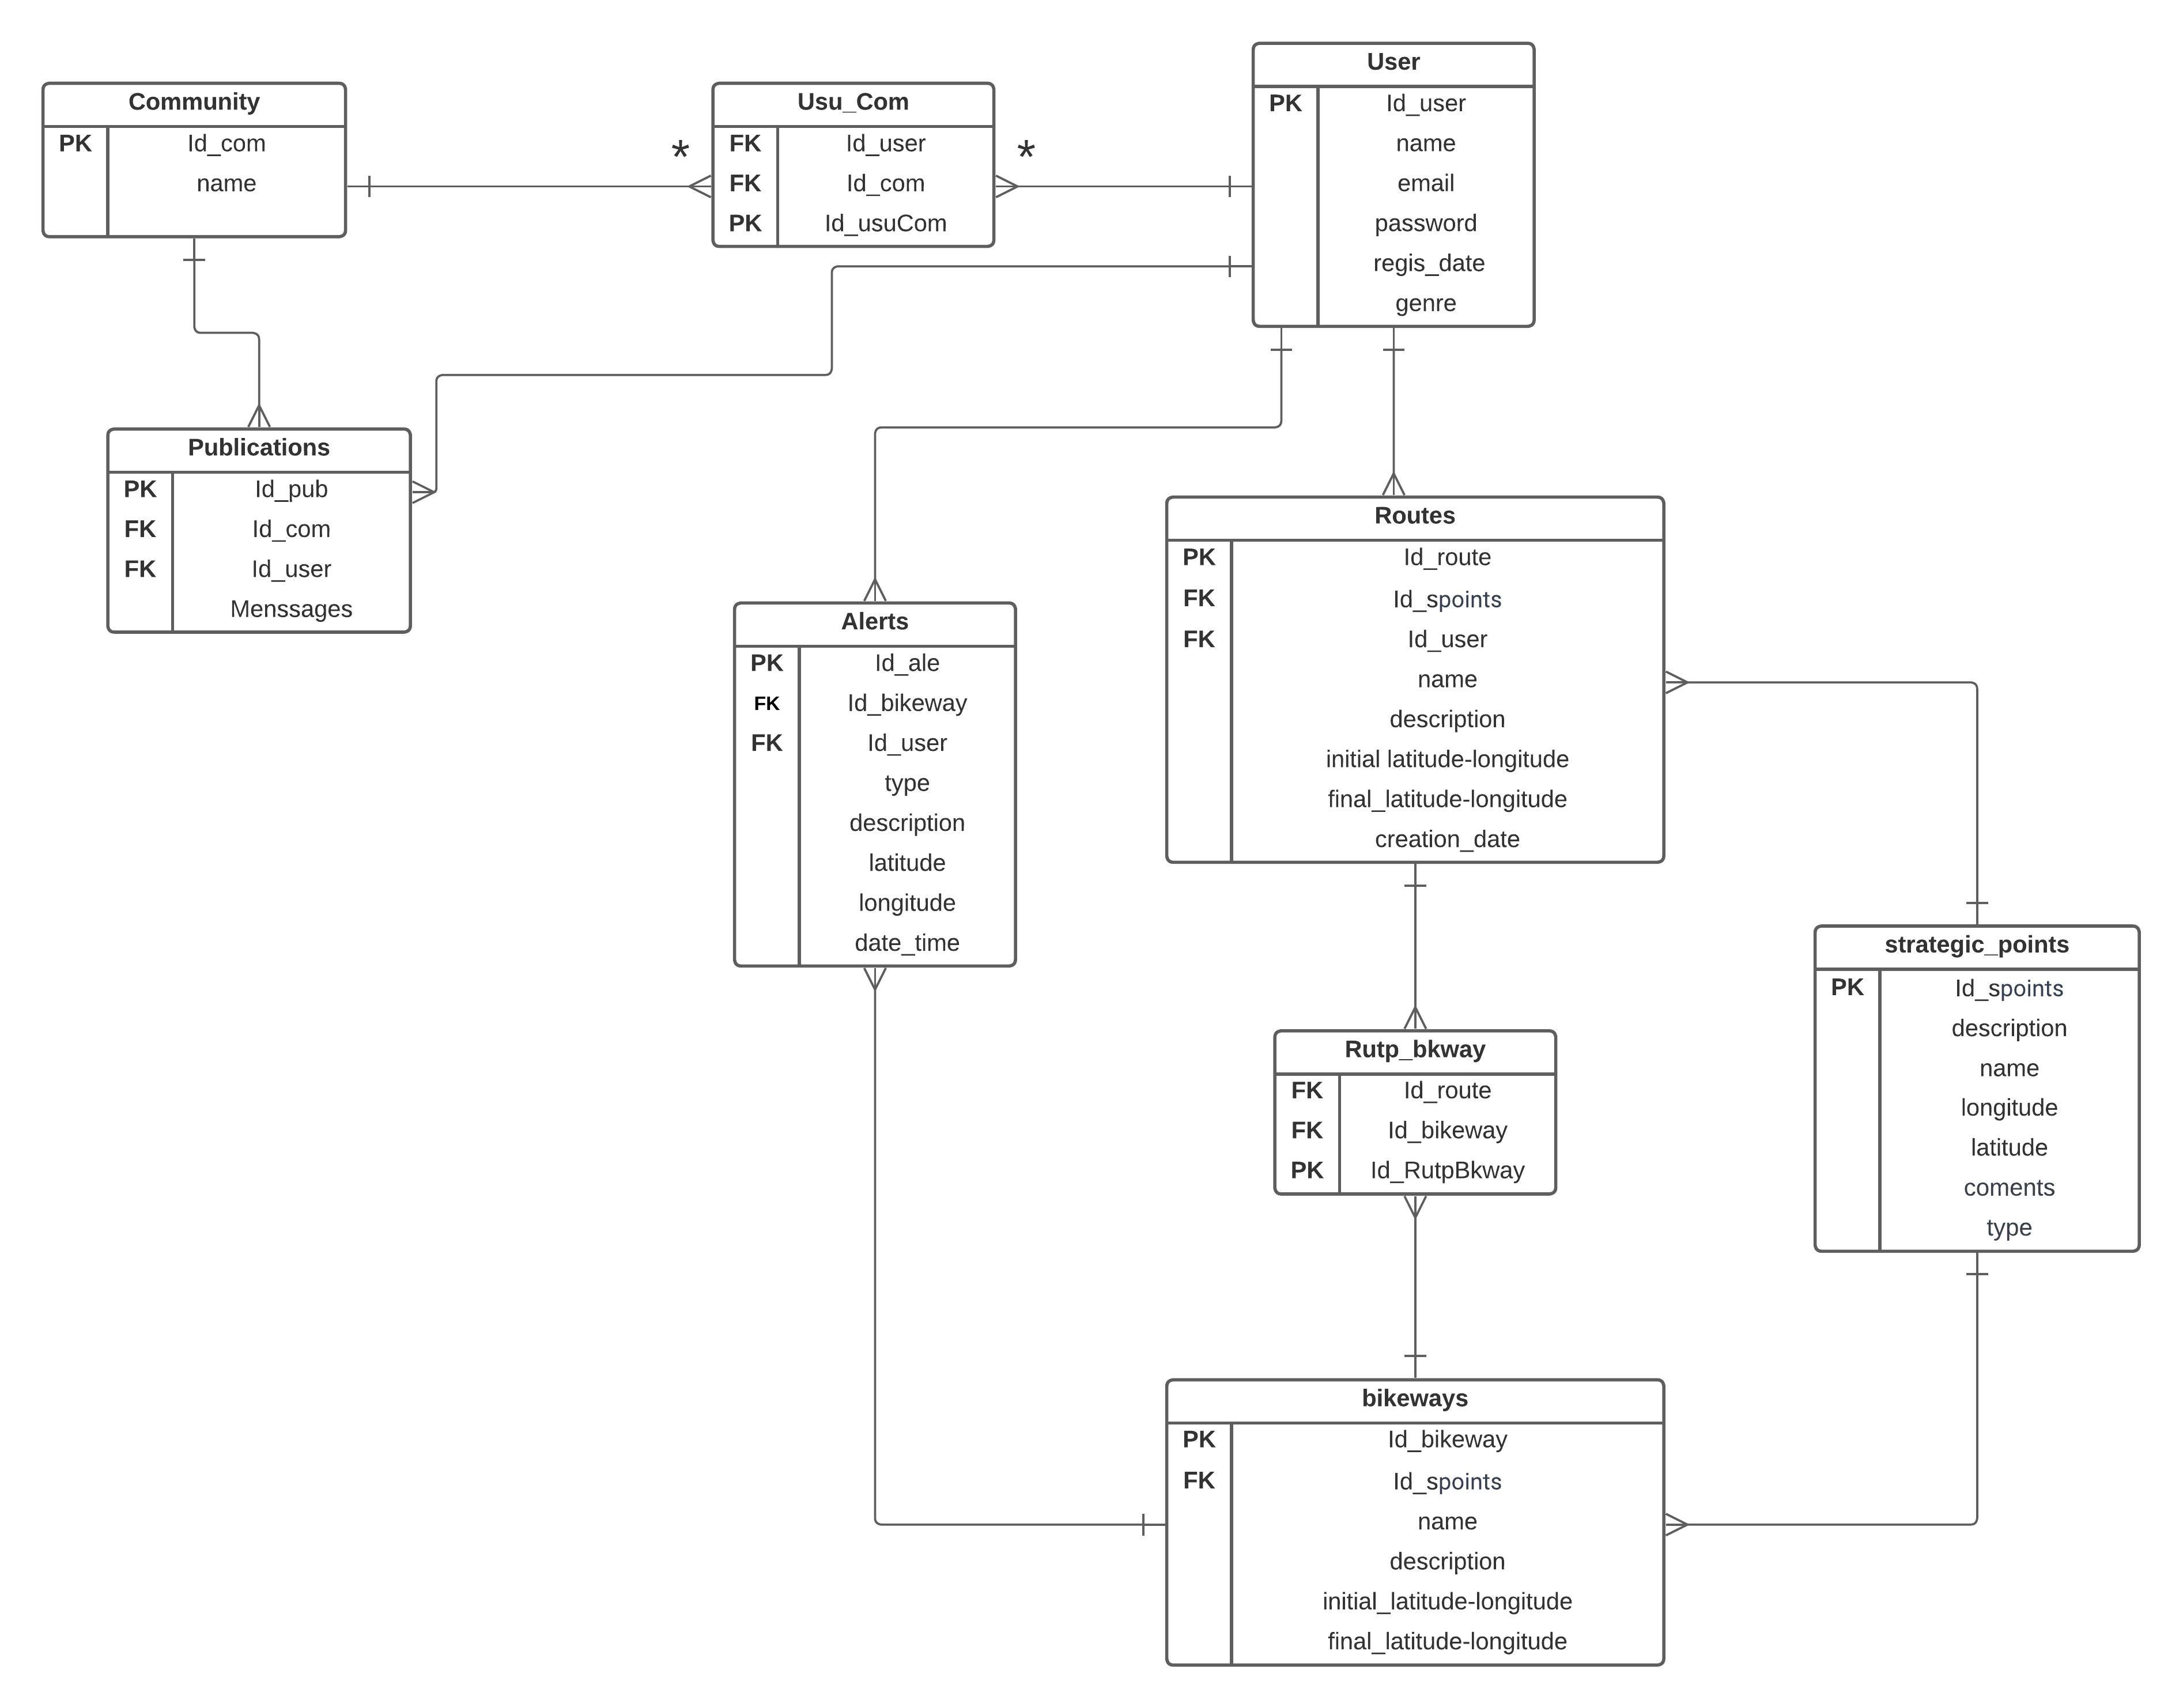 Community
PK Id_com
name
*
Usu_Com
FK Id_user
FK Id_com
PK Id_usuCom
*
User
PK Id_user
name
email
password
regis_date
genre
Publications
PK Id_pub
FK Id_com
FK Id_user
Menssages
Alerts
PK Id_ale
FK Id_bikeway
FK Id_user
type
description
latitude
longitude
date_time
Routes
PK Id_route
FK Id_spoints
FK Id_user
name
description
initial latitude-longitude
final_latitude-longitude
creation_date
strategic_points
PK Id_spoints
description
name
longitude
latitude
coments
type
Rutp_bkway
FK Id_route
FK Id_bikeway
PK Id_RutpBkway
bikeways
PK Id_bikeway
FK Id_spoints
name
description
initial_latitude-longitude
final_latitude-longitude